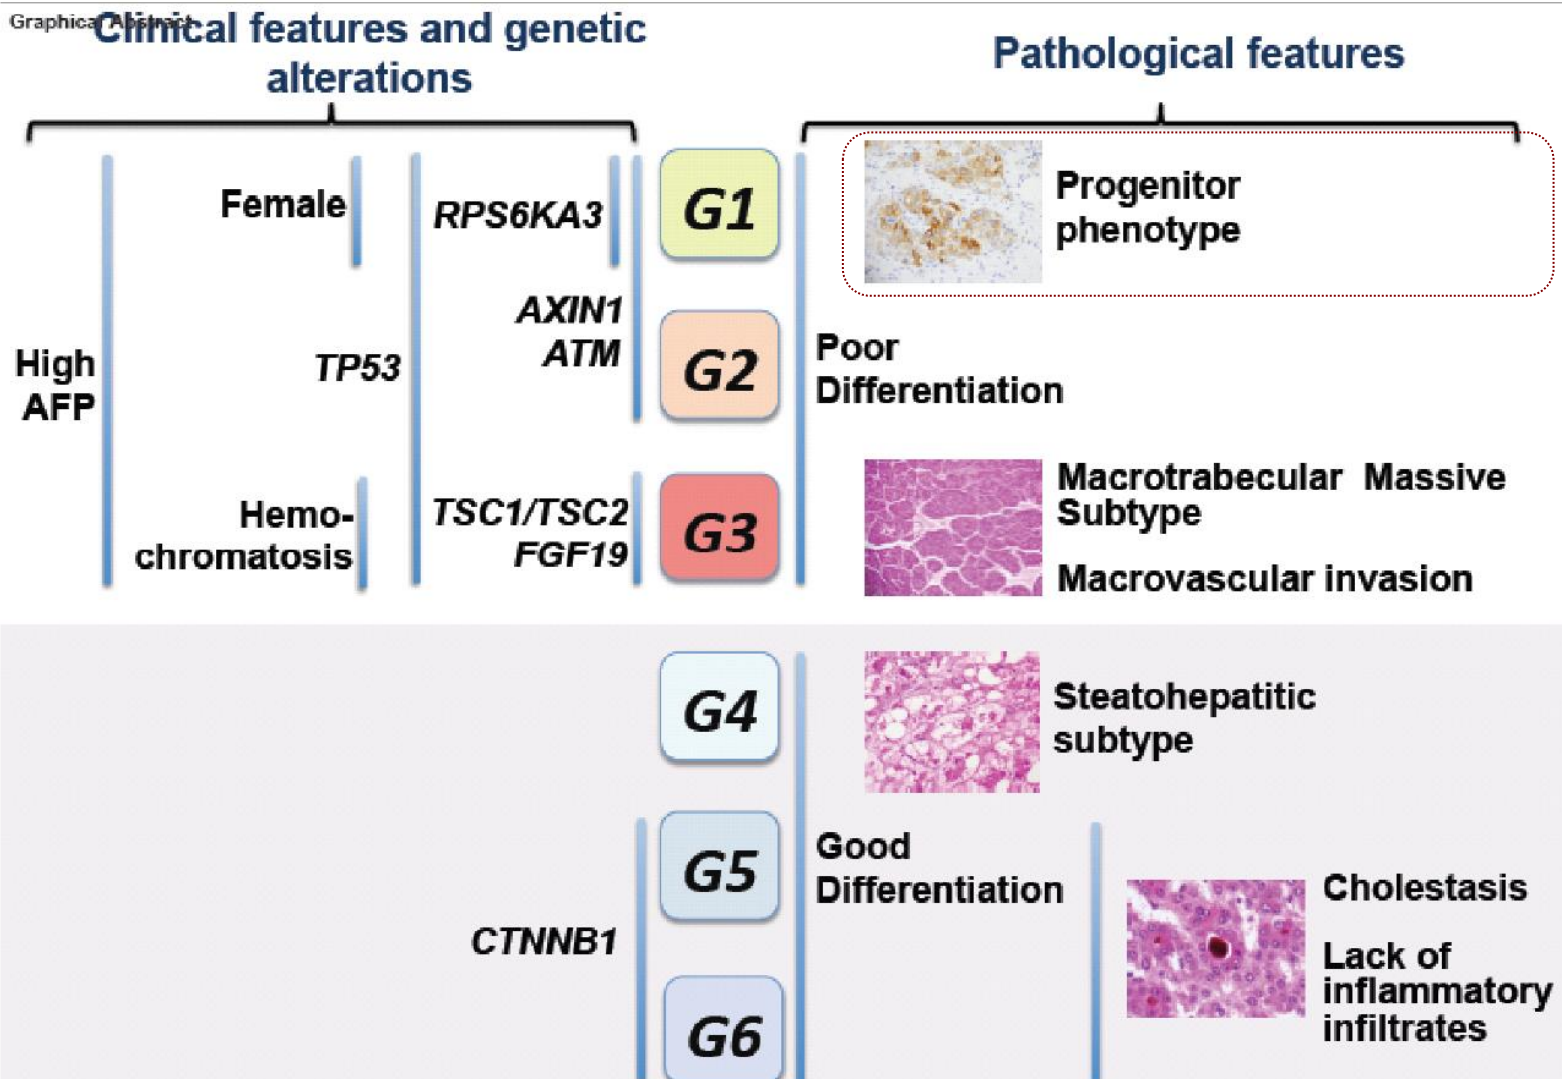 Graphical Abstract
Clinical features and genetic
alterations
Pathological features
Female
RPS6KA3
G1
Progenitor
phenotype
AXIN1
ATM
High
AFP
TP53
G2
Poor
Differentiation
Hemo-
chromatosis
TSC1/TSC2
FGF19
G3
Macrotrabecular Massive
Subtype
Macrovascular invasion
G4
Steatohepatitic
subtype
G5
Good
Differentiation
CTNNB1
Cholestasis
Lack of
inflammatory
infiltrates
G6